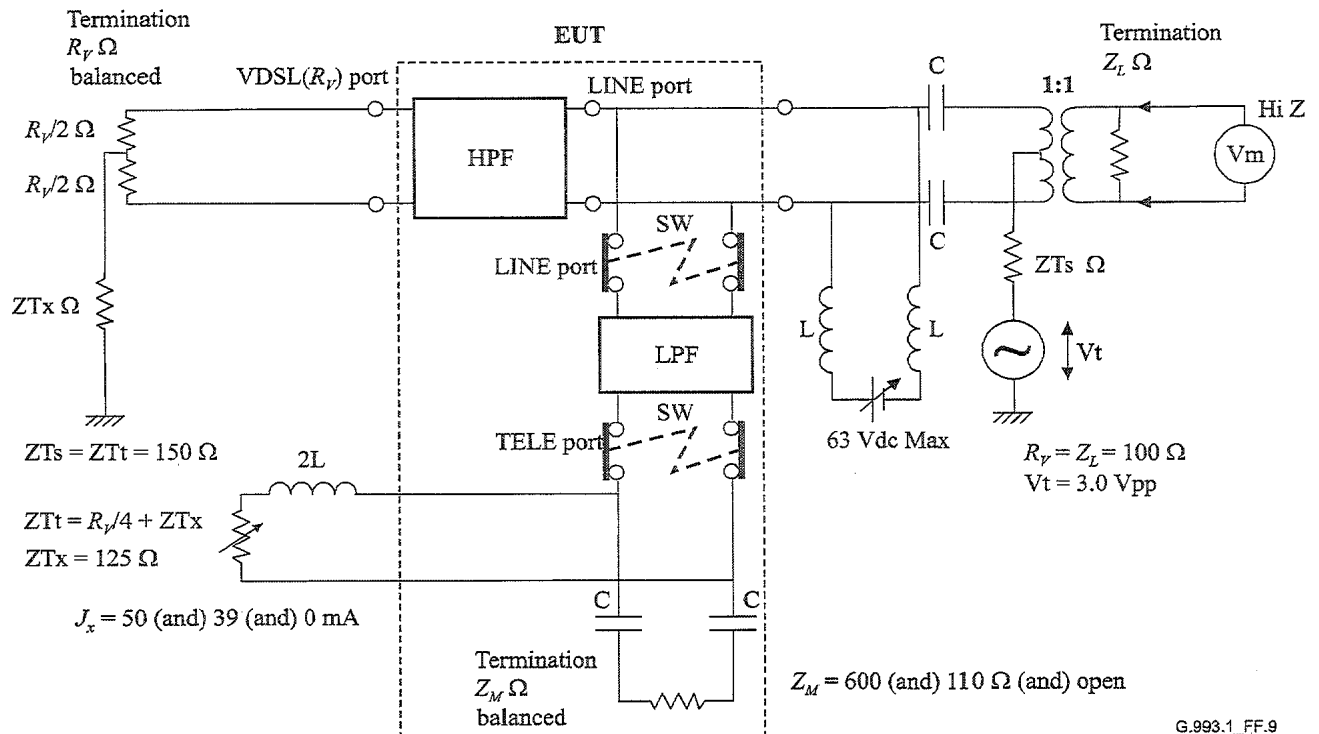 Termination
R_V Ω
balanced
EUT
Termination
Z_L Ω
VDSL(R_V) port
LINE port
C
1:1
Hi Z
R_V/2 Ω
R_V/2 Ω
HPF
Vm
C
SW
LINE port
ZTs Ω
ZTx Ω
L
L
LPF
Vt
SW
63 Vdc Max
TELE port
ZTs = ZTt = 150 Ω
R_V = Z_L = 100 Ω
Vt = 3.0 Vpp
2L
ZTt = R_V/4 + ZTx
ZTx = 125 Ω
C
C
J_x = 50 (and) 39 (and) 0 mA
Termination
Z_M Ω
balanced
Z_M = 600 (and) 110 Ω (and) open
G.993.1_FF.9